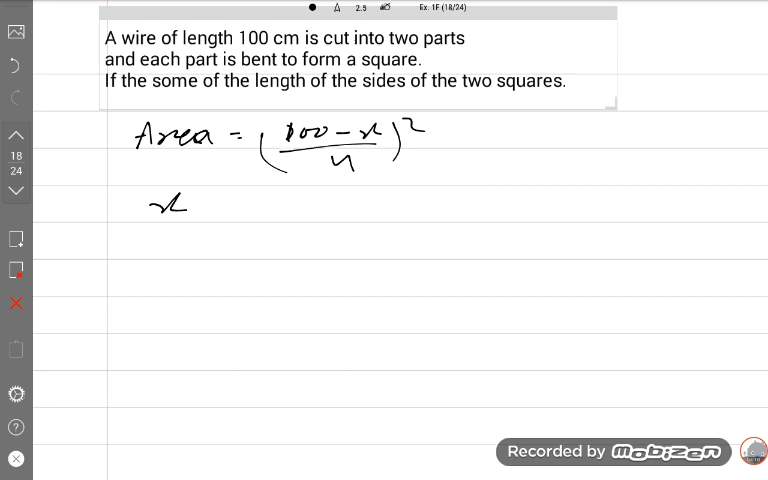 A 2.5 Ex. 1F (18/24)
A wire of length 100 cm is cut into two parts
and each part is bent to form a square.
If the some of the length of the sides of the two squares.
Area = (100 - x / 4)²
18
24
x
Recorded by Mobizen